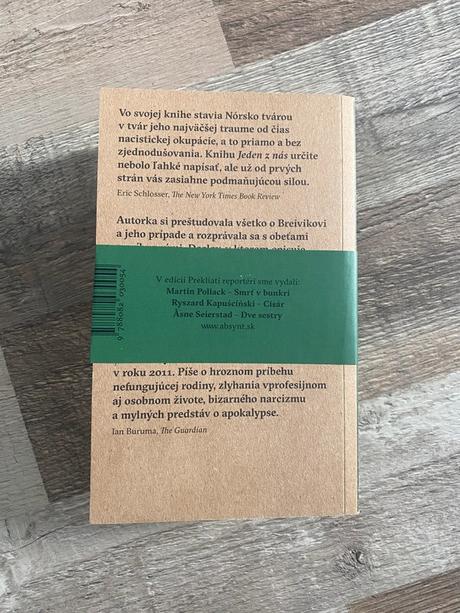 Vo svojej knihe stavia Nórsko tvárou
v tvár jeho najväčšej traume od čias
nacistickej okupácie, a to priamo a bez
zjednodušovania. Knihu Jeden z nás určite
nebolo ľahké napísať, ale už od prvých
strán vás zasiahne podmaňujúcou silou.
Eric Schlosser, The New York Times Book Review
Autorka si preštudovala všetko o Breivikovi
a jeho prípade a rozprávala sa s obeťami
V edícii Prekliati reportéri sme vydali:
Martin Pollack – Smrť v bunkri
Ryszard Kapuściński – Cisár
Åsne Seierstad – Dve sestry
www.absynt.sk
9 788082 030054
v roku 2011. Píše o hroznom príbehu
nefungujúcej rodiny, zlyhania vprofesijnom
aj osobnom živote, bizarného narcizmu
a mylných predstáv o apokalypse.
Ian Buruma, The Guardian